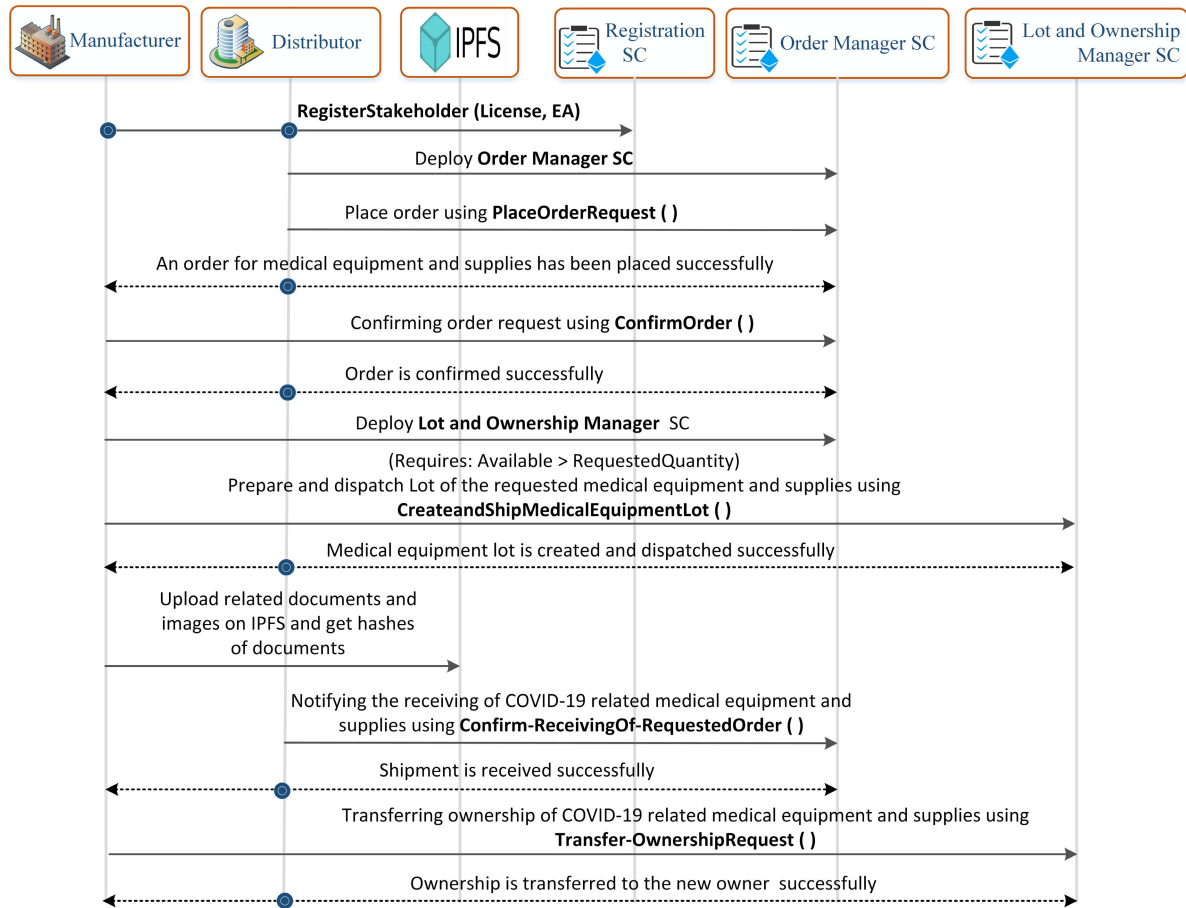 Manufacturer
Distributor
IPFS
Registration
SC
Order Manager SC
Lot and Ownership
Manager SC
RegisterStakeholder (License, EA)
Deploy Order Manager SC
Place order using PlaceOrderRequest ( )
An order for medical equipment and supplies has been placed successfully
Confirming order request using ConfirmOrder ( )
Order is confirmed successfully
Deploy Lot and Ownership Manager SC
(Requires: Available > RequestedQuantity)
Prepare and dispatch Lot of the requested medical equipment and supplies using
CreateandShipMedicalEquipmentLot ( )
Medical equipment lot is created and dispatched successfully
Upload related documents and
images on IPFS and get hashes
of documents
Notifying the receiving of COVID-19 related medical equipment and
supplies using Confirm-ReceivingOf-RequestedOrder ( )
Shipment is received successfully
Transferring ownership of COVID-19 related medical equipment and supplies using
Transfer-OwnershipRequest ( )
Ownership is transferred to the new owner successfully